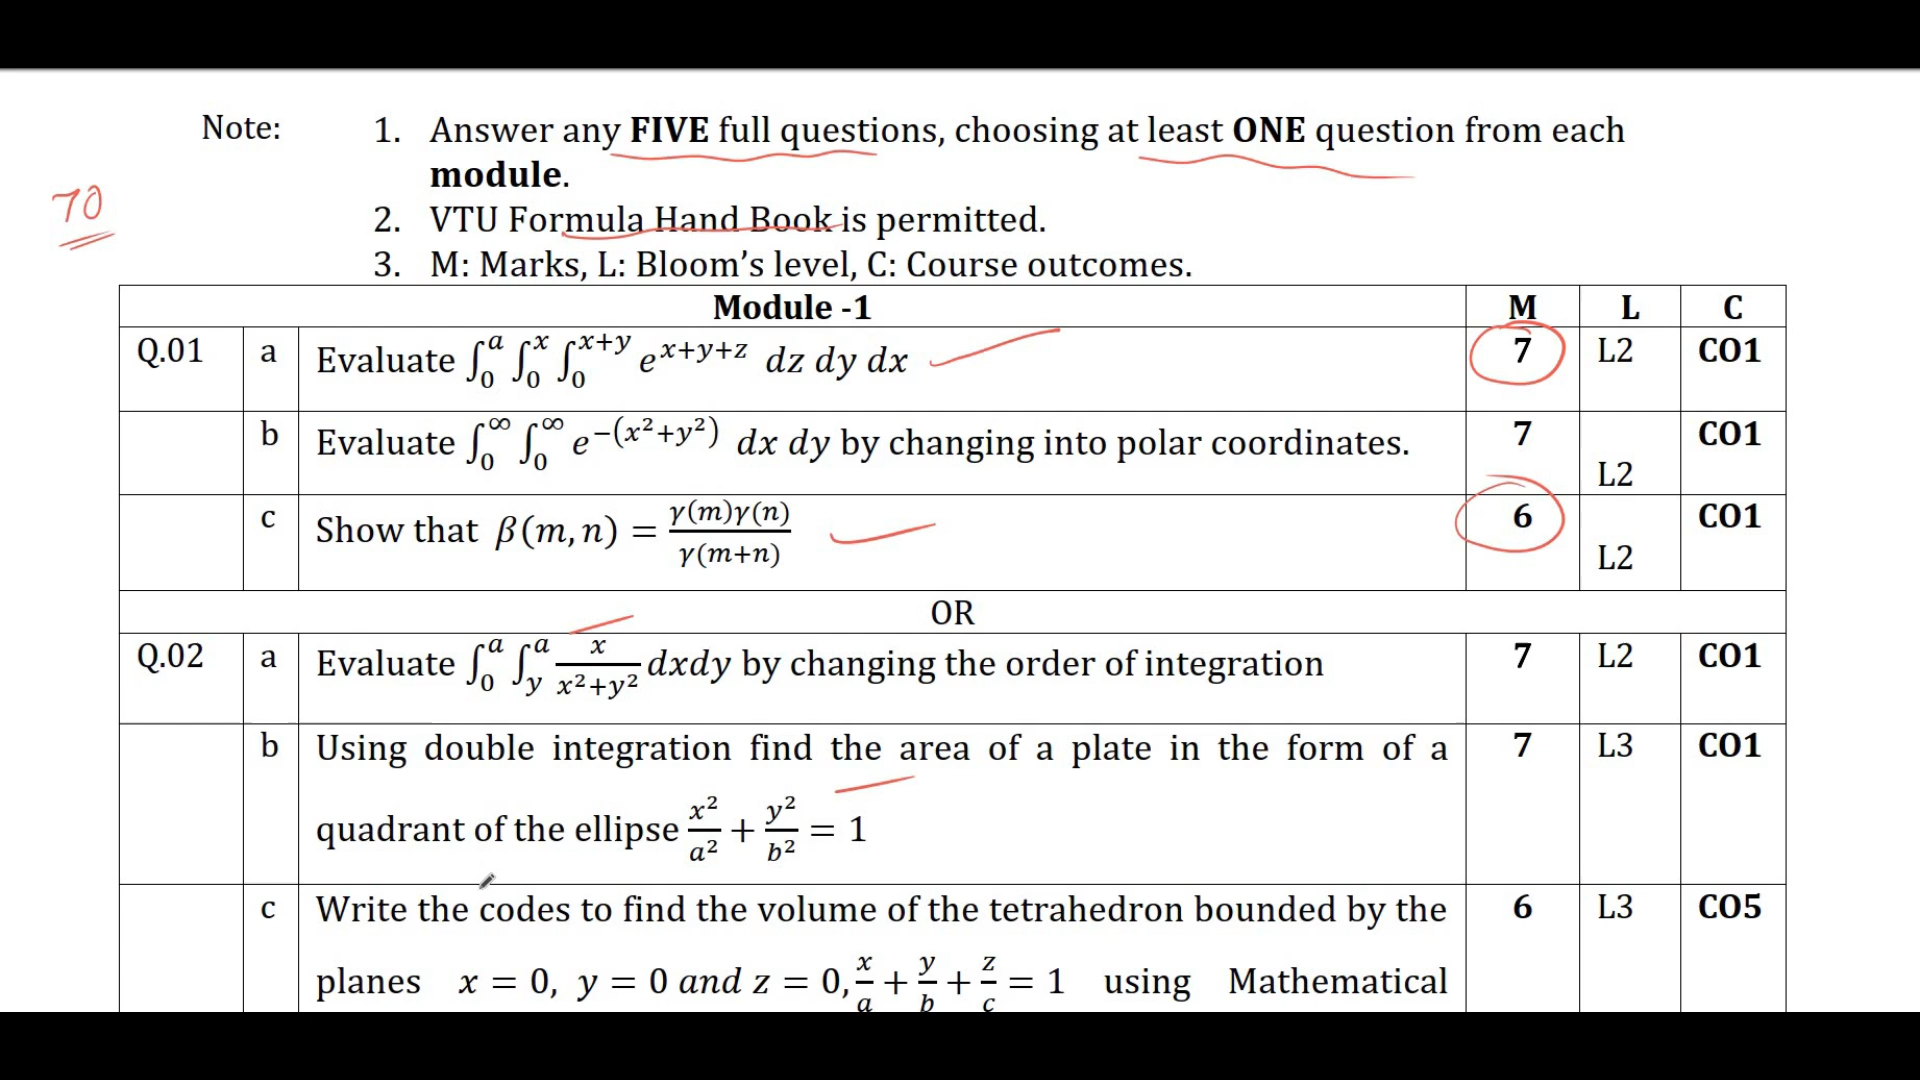 Note: 1. Answer any FIVE full questions, choosing at least ONE question from each
module.
70
2. VTU Formula Hand Book is permitted.
3. M: Marks, L: Bloom’s level, C: Course outcomes.
Module -1 M L C
Q.01 a Evaluate ∫₀ᵃ ∫₀ˣ ∫₀ˣ⁺ʸ eˣ⁺ʸ⁺ᶻ dz dy dx 7 L2 CO1
b Evaluate ∫₀^∞ ∫₀^∞ e^−(x²+y²) dx dy by changing into polar coordinates. 7 L2 CO1
c Show that β(m, n) = γ(m)γ(n)/γ(m+n) 6 L2 CO1
OR
Q.02 a Evaluate ∫₀^a ∫_y^a x/(x²+y²) dxdy by changing the order of integration 7 L2 CO1
b Using double integration find the area of a plate in the form of a 7 L3 CO1
quadrant of the ellipse x²/a² + y²/b² = 1
c Write the codes to find the volume of the tetrahedron bounded by the 6 L3 CO5
planes x = 0, y = 0 and z = 0, x/a + y/b + z/c = 1 using Mathematical